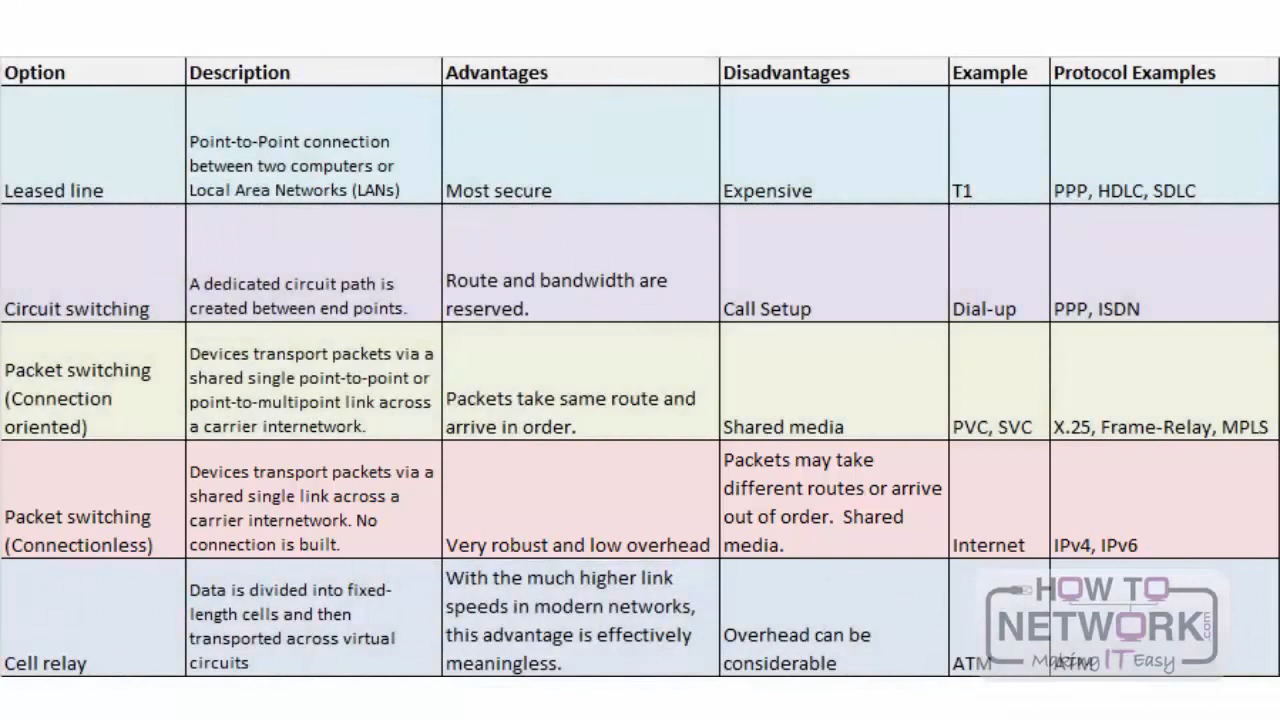 Option Description Advantages Disadvantages Example Protocol Examples
Point-to-Point connection
between two computers or
Leased line Local Area Networks (LANs) Most secure Expensive T1 PPP, HDLC, SDLC
A dedicated circuit path is
Circuit switching created between end points.
Route and bandwidth are
reserved.
Call Setup Dial-up PPP, ISDN
Packet switching
(Connection
oriented)
Devices transport packets via a
shared single point-to-point or
point-to-multipoint link across
a carrier internetwork.
Packets take same route and
arrive in order.
Shared media PVC, SVC X.25, Frame-Relay, MPLS
Packet switching
(Connectionless)
Devices transport packets via a
shared single link across a
carrier internetwork. No
connection is built.
Very robust and low overhead
Packets may take
different routes or arrive
out of order. Shared
media.
Internet IPv4, IPv6
Cell relay
Data is divided into fixed-
length cells and then
transported across virtual
circuits
With the much higher link
speeds in modern networks,
this advantage is effectively
meaningless.
Overhead can be
considerable
ATM ATM
HOW TO
NETWORK.com
Making IT Easy